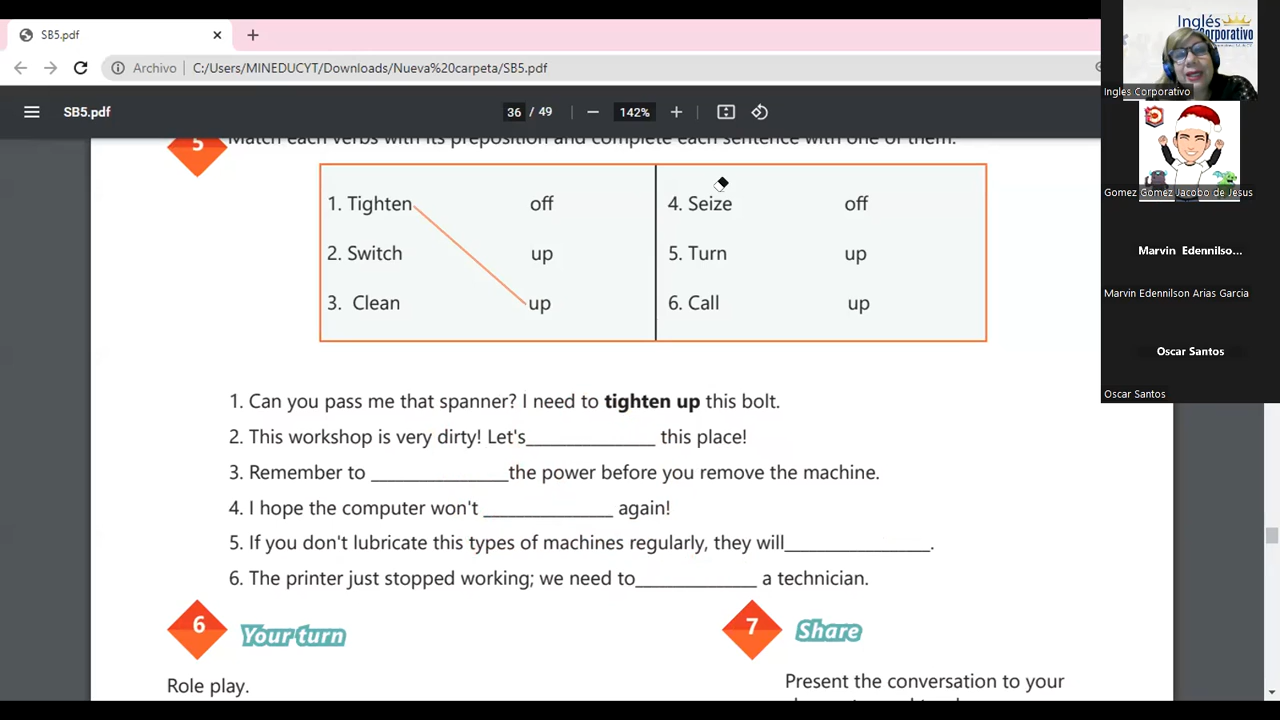 SB5.pdf
Archivo C:/Users/MINEDUCYT/Downloads/Nueva%20carpeta/SB5.pdf
SB5.pdf 36 / 49 142%
5 Match each verbs with its preposition and complete each sentence with one of them.
1. Tighten off 4. Seize off
2. Switch up 5. Turn up
3. Clean up 6. Call up
1. Can you pass me that spanner? I need to tighten up this bolt.
2. This workshop is very dirty! Let's______________ this place!
3. Remember to _______________the power before you remove the machine.
4. I hope the computer won't ______________ again!
5. If you don't lubricate this types of machines regularly, they will________________.
6. The printer just stopped working; we need to_____________ a technician.
6 Your turn
7 Share
Role play.
Present the conversation to your
Inglés
Corporativo
Ingles Corporativo
Gomez Gomez Jacobo de Jesus
Marvin Edennilso...
Marvin Edennilson Arias Garcia
Oscar Santos
Oscar Santos